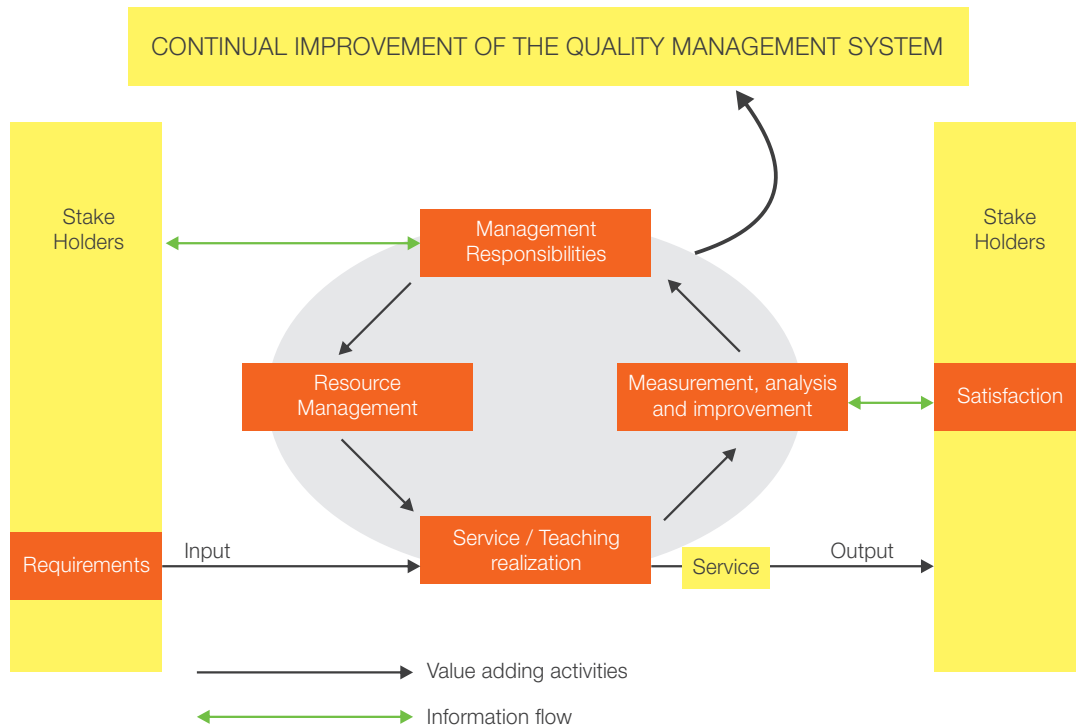 CONTINUAL IMPROVEMENT OF THE QUALITY MANAGEMENT SYSTEM
Stake
Holders
Management
Responsibilities
Stake
Holders
Resource
Management
Measurement, analysis
and improvement
Satisfaction
Requirements
Input
Service / Teaching
realization
Service
Output
Value adding activities
Information flow